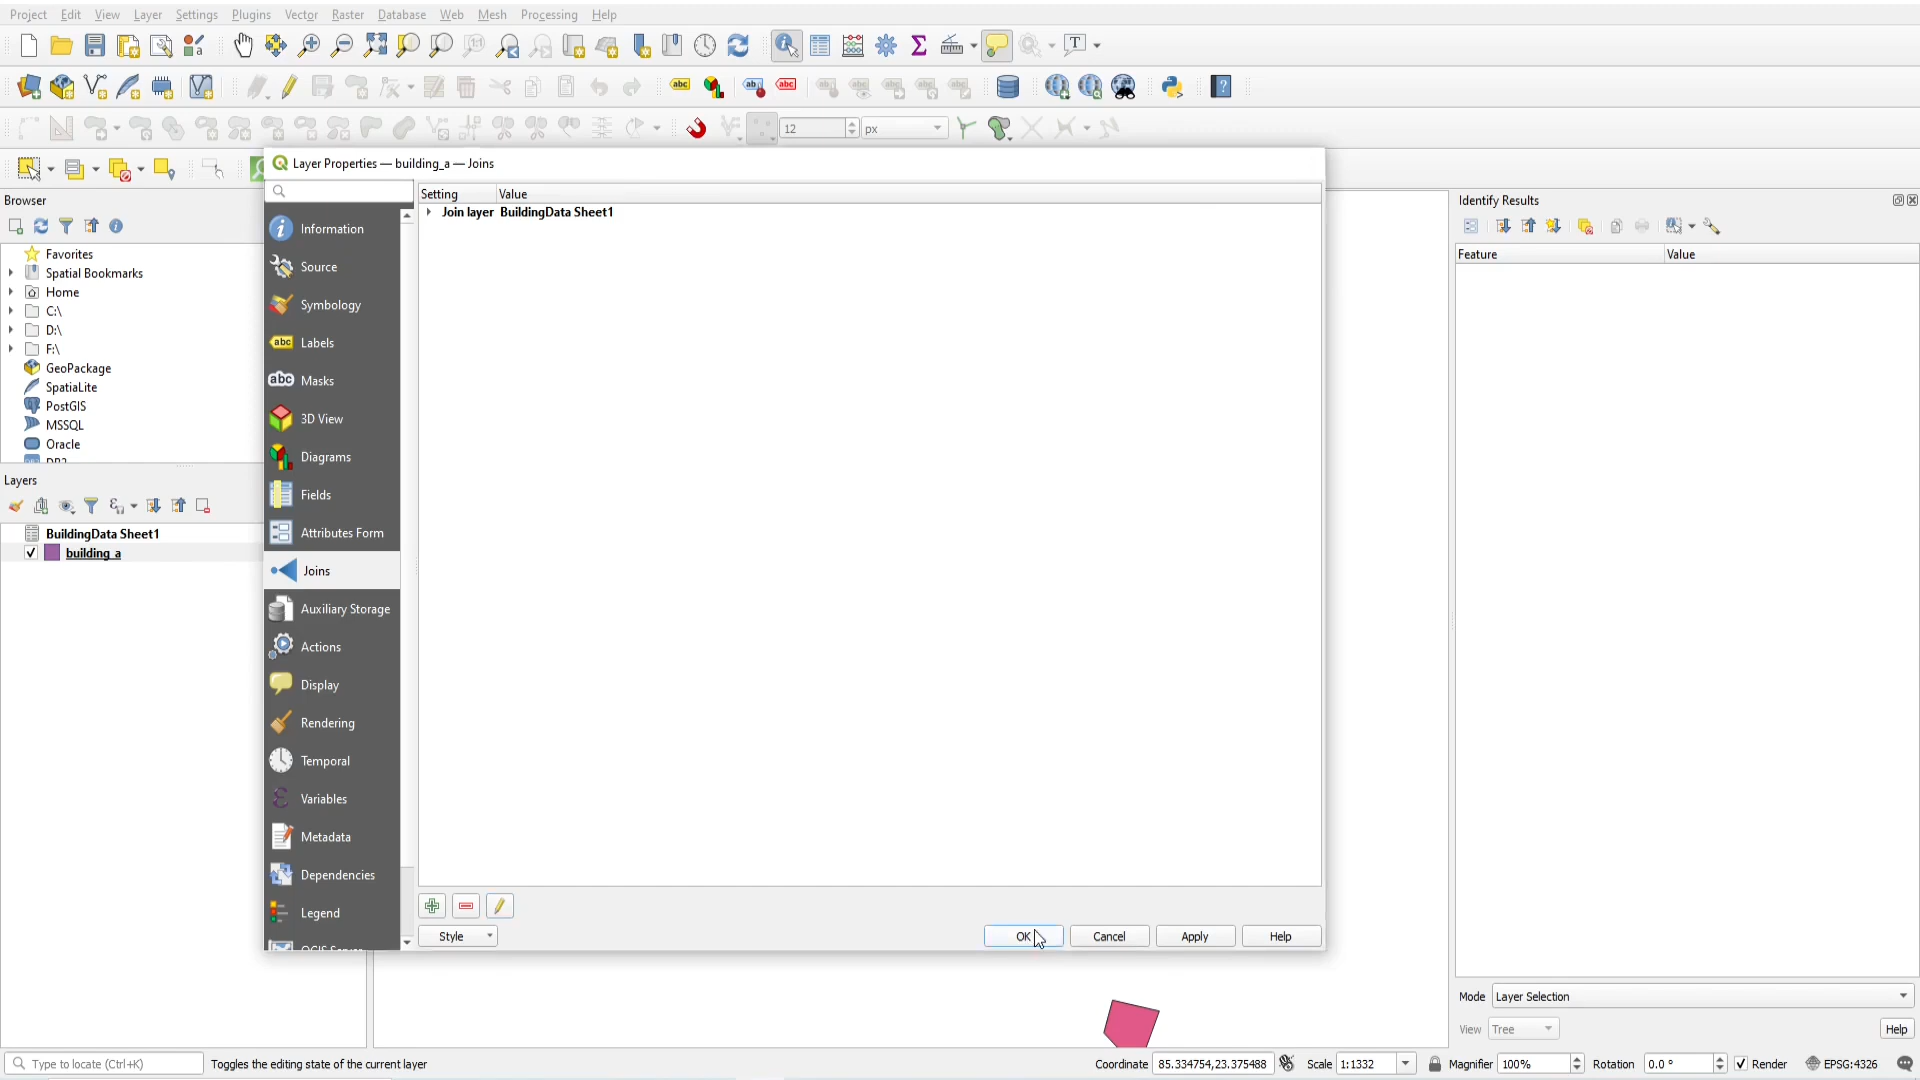 Project Edit View Layer Settings Plugins Vector Raster Database Web Mesh Processing Help
12 px
Layer Properties — building_a — Joins
Browser
Favorites
Spatial Bookmarks
Home
C:\
D:\
F:\
GeoPackage
SpatiaLite
PostGIS
MSSQL
Oracle
DB2
Layers
BuildingData Sheet1
building_a
Information
Source
Symbology
abc Labels
abc Masks
3D View
Diagrams
Fields
Attributes Form
Joins
Auxiliary Storage
Actions
Display
Rendering
Temporal
Variables
Metadata
Dependencies
Legend
QGIS Server
Setting Value
Join layer BuildingData Sheet1
Style OK Cancel Apply Help
Identify Results
Feature Value
Mode Layer Selection
View Tree Help
Type to locate (Ctrl+K) Toggles the editing state of the current layer Coordinate 85.334754,23.375488 Scale 1:1332 Magnifier 100% Rotation 0.0 ° Render EPSG:4326